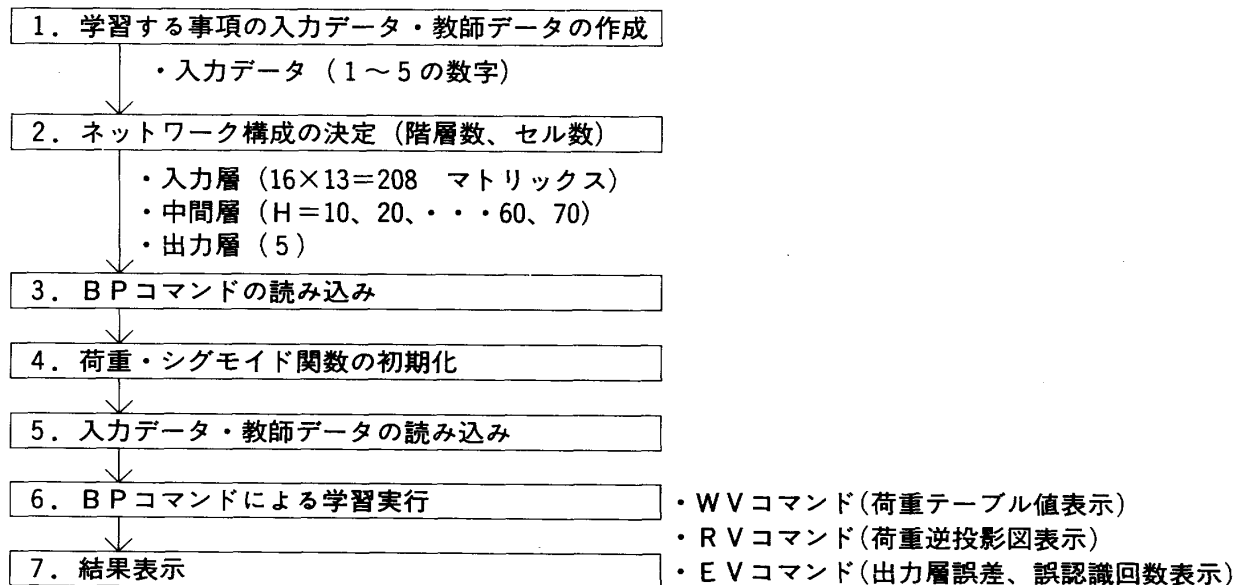 1．学習する事項の入力データ・教師データの作成
・入力データ（1～5の数字）
2．ネットワーク構成の決定（階層数、セル数）
・入力層（16×13＝208　マトリックス）
・中間層（H＝10、20、・・・60、70）
・出力層（5）
3．ＢＰコマンドの読み込み
4．荷重・シグモイド関数の初期化
5．入力データ・教師データの読み込み
6．ＢＰコマンドによる学習実行
・ＷＶコマンド（荷重テーブル値表示）
・ＲＶコマンド（荷重逆投影図表示）
7．結果表示
・ＥＶコマンド（出力層誤差、誤認識回数表示）